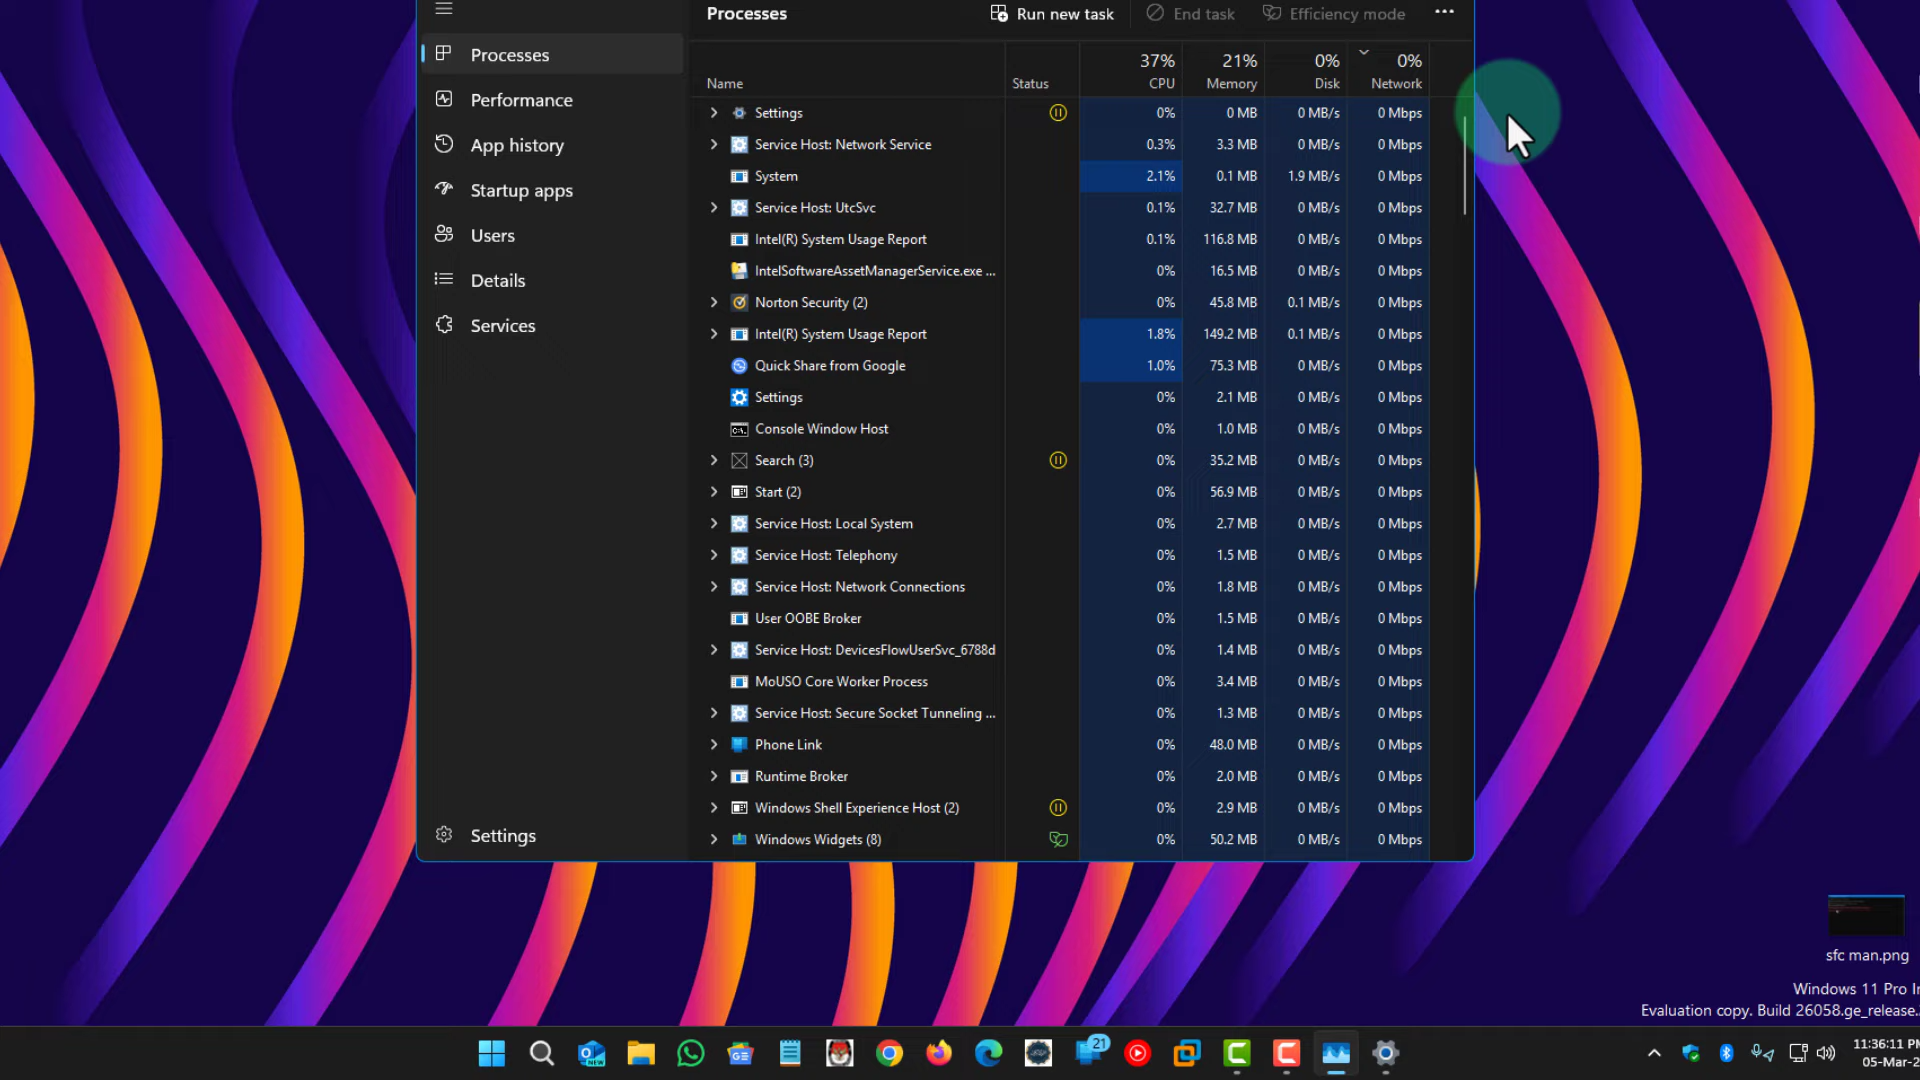 Processes
Run new task
End task
Efficiency mode
Processes
Performance
App history
Startup apps
Users
Details
Services
Settings
37% 21% 0% 0%
Name Status CPU Memory Disk Network
Settings 0% 0 MB 0 MB/s 0 Mbps
Service Host: Network Service 0.3% 3.3 MB 0 MB/s 0 Mbps
System 2.1% 0.1 MB 1.9 MB/s 0 Mbps
Service Host: UtcSvc 0.1% 32.7 MB 0 MB/s 0 Mbps
Intel(R) System Usage Report 0.1% 116.8 MB 0 MB/s 0 Mbps
IntelSoftwareAssetManagerService.exe ... 0% 16.5 MB 0 MB/s 0 Mbps
Norton Security (2) 0% 45.8 MB 0.1 MB/s 0 Mbps
Intel(R) System Usage Report 1.8% 149.2 MB 0.1 MB/s 0 Mbps
Quick Share from Google 1.0% 75.3 MB 0 MB/s 0 Mbps
Settings 0% 2.1 MB 0 MB/s 0 Mbps
Console Window Host 0% 1.0 MB 0 MB/s 0 Mbps
Search (3) 0% 35.2 MB 0 MB/s 0 Mbps
Start (2) 0% 56.9 MB 0 MB/s 0 Mbps
Service Host: Local System 0% 2.7 MB 0 MB/s 0 Mbps
Service Host: Telephony 0% 1.5 MB 0 MB/s 0 Mbps
Service Host: Network Connections 0% 1.8 MB 0 MB/s 0 Mbps
User OOBE Broker 0% 1.5 MB 0 MB/s 0 Mbps
Service Host: DevicesFlowUserSvc_6788d 0% 1.4 MB 0 MB/s 0 Mbps
MoUSO Core Worker Process 0% 3.4 MB 0 MB/s 0 Mbps
Service Host: Secure Socket Tunneling ... 0% 1.3 MB 0 MB/s 0 Mbps
Phone Link 0% 48.0 MB 0 MB/s 0 Mbps
Runtime Broker 0% 2.0 MB 0 MB/s 0 Mbps
Windows Shell Experience Host (2) 0% 2.9 MB 0 MB/s 0 Mbps
Windows Widgets (8) 0% 50.2 MB 0 MB/s 0 Mbps
sfc man.png
Windows 11 Pro In
Evaluation copy. Build 26058.ge_release.
NEW
21
11:36:11 PM
05-Mar-2